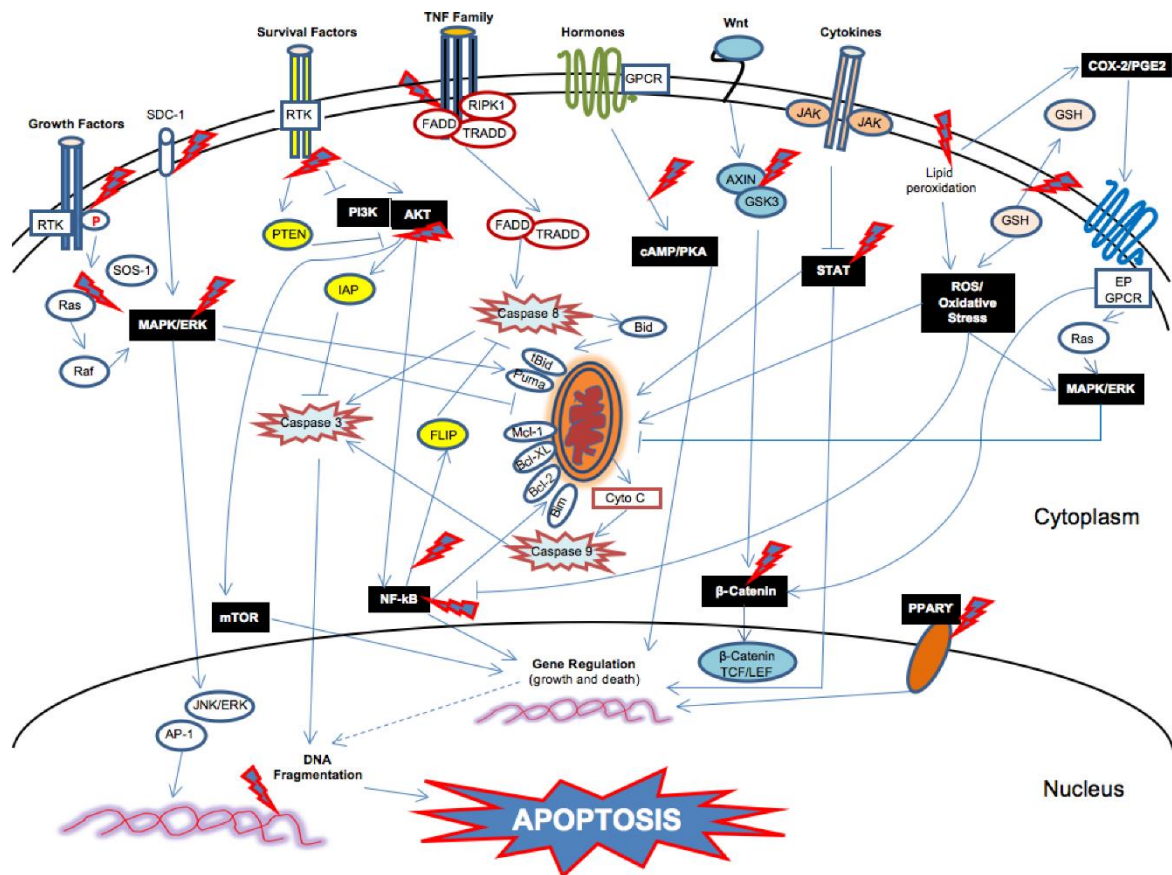 TNF Family
Survival Factors
Hormones
Wnt
Cytokines
COX-2/PGE2
GPCR
RIPK1
FADD
TRADD
RTK
SDC-1
Growth Factors
JAK
JAK
GSH
Lipid
peroxidation
AXIN
GSK3
RTK
P
PI3K
AKT
PTEN
FADD
TRADD
GSH
SOS-1
cAMP/PKA
STAT
ROS/
Oxidative
Stress
EP
GPCR
IAP
Ras
MAPK/ERK
Caspase 8
Bid
Ras
Raf
tBid
Puma
MAPK/ERK
Caspase 3
FLIP
Mcl-1
Bcl-XL
Bcl-2
Bim
Cyto C
Cytoplasm
Caspase 9
NF-kB
β-Catenin
mTOR
PPARY
β-Catenin
TCF/LEF
Gene Regulation
(growth and death)
JNK/ERK
AP-1
DNA
Fragmentation
Nucleus
APOPTOSIS